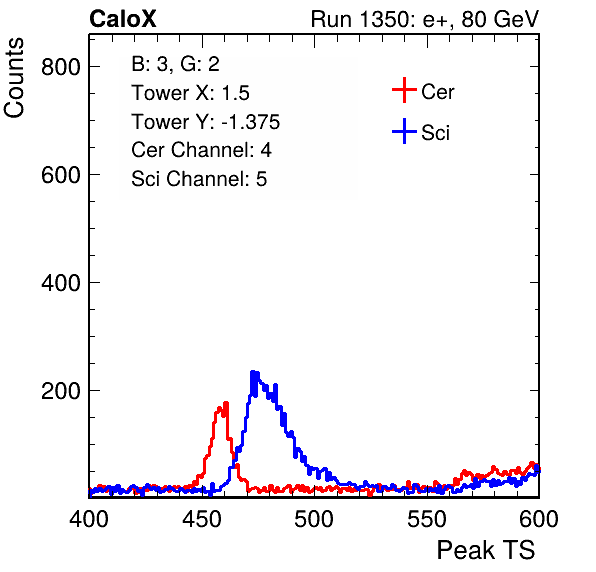 CaloX Run 1350: e+, 80 GeV
Counts
800
600
400
200
B: 3, G: 2
Tower X: 1.5
Tower Y: -1.375
Cer Channel: 4
Sci Channel: 5
Cer
Sci
400 450 500 550 600
Peak TS